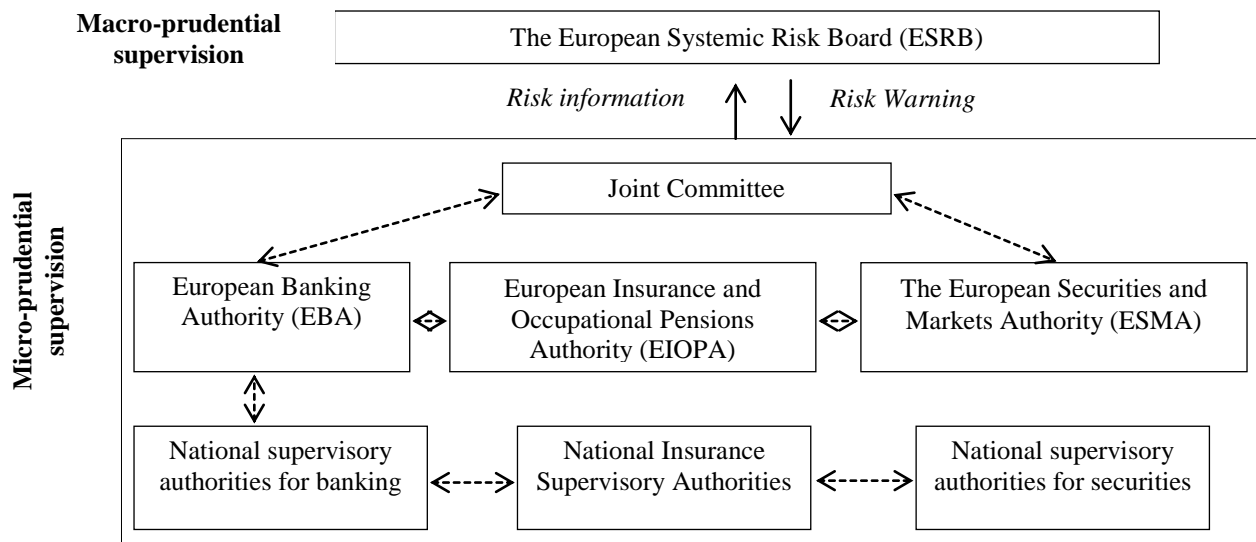 Macro-prudential
supervision
The European Systemic Risk Board (ESRB)
Risk information
Risk Warning
Micro-prudential
supervision
Joint Committee
European Banking
Authority (EBA)
European Insurance and
Occupational Pensions
Authority (EIOPA)
The European Securities and
Markets Authority (ESMA)
National supervisory
authorities for banking
National Insurance
Supervisory Authorities
National supervisory
authorities for securities